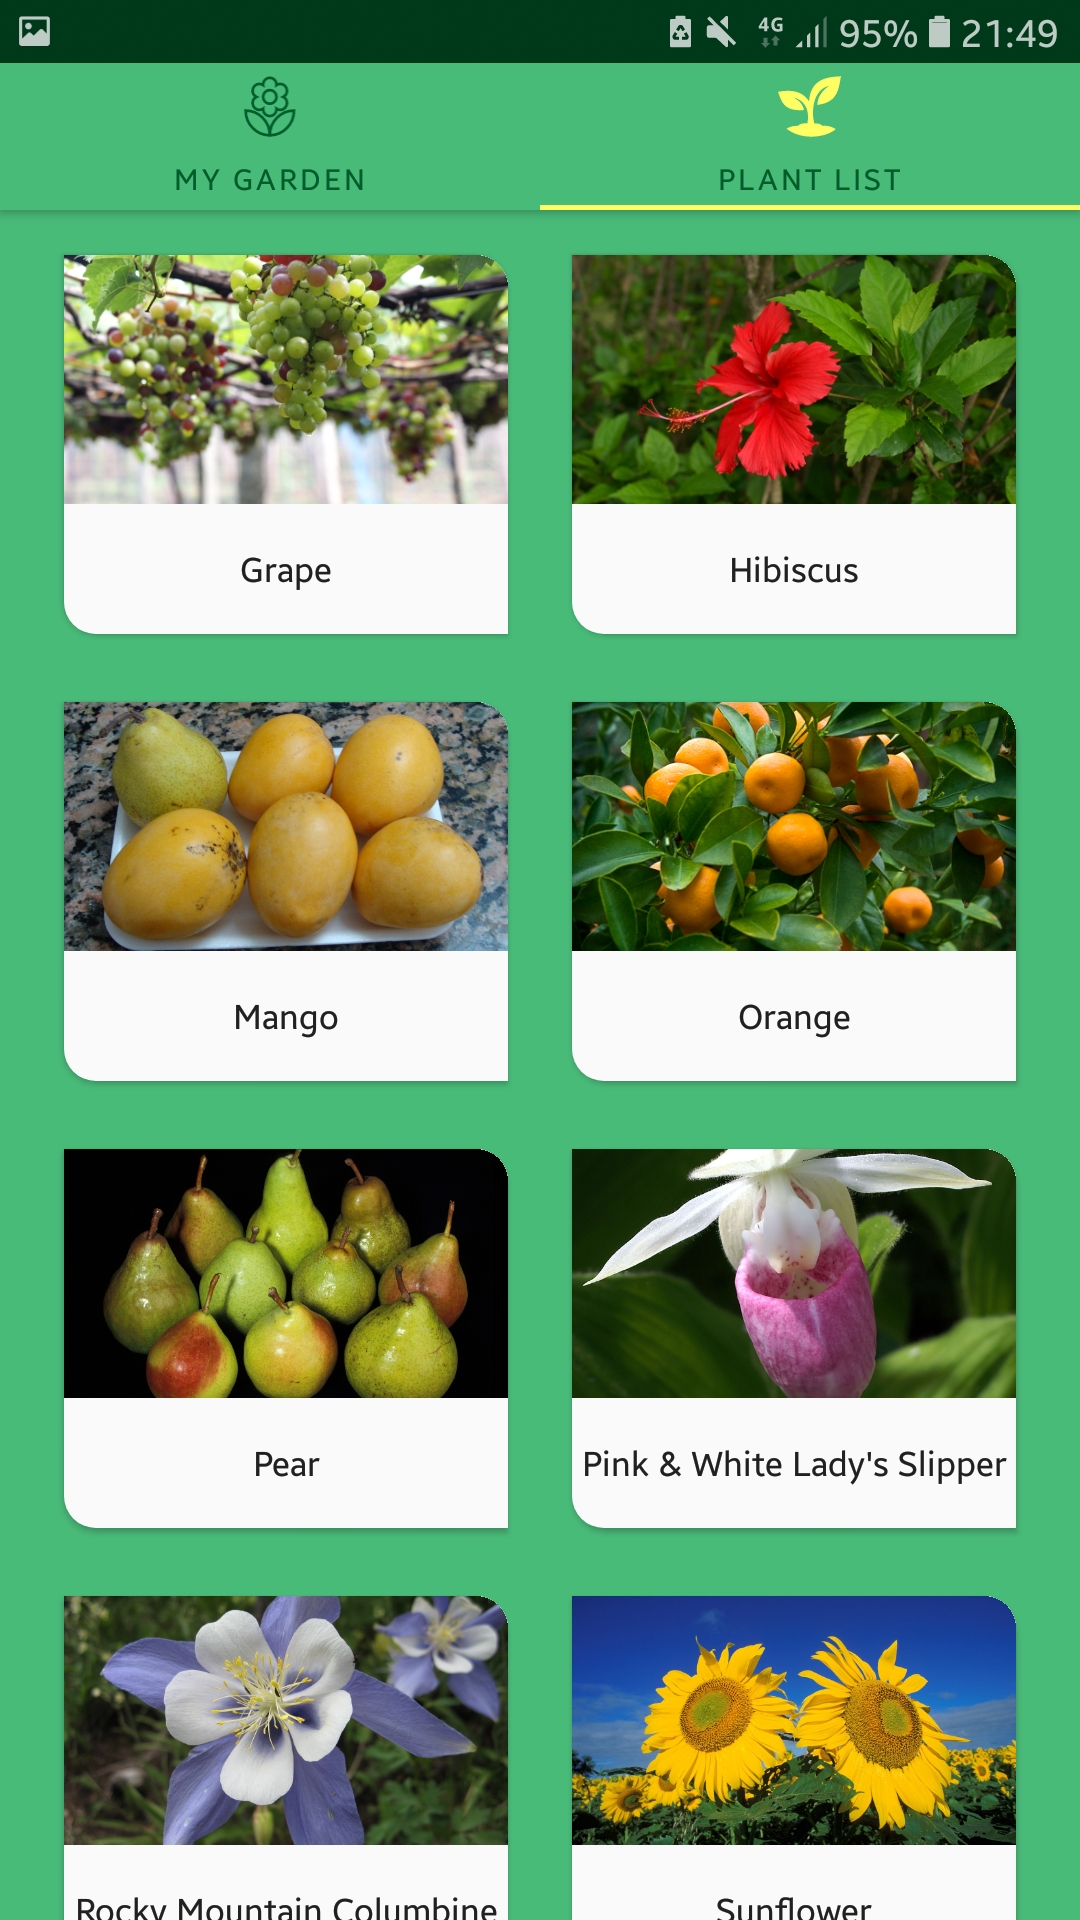 4G 95% 21:49
MY GARDEN
PLANT LIST
Grape
Hibiscus
Mango
Orange
Pear
Pink & White Lady's Slipper
Rocky Mountain Columbine
Sunflower